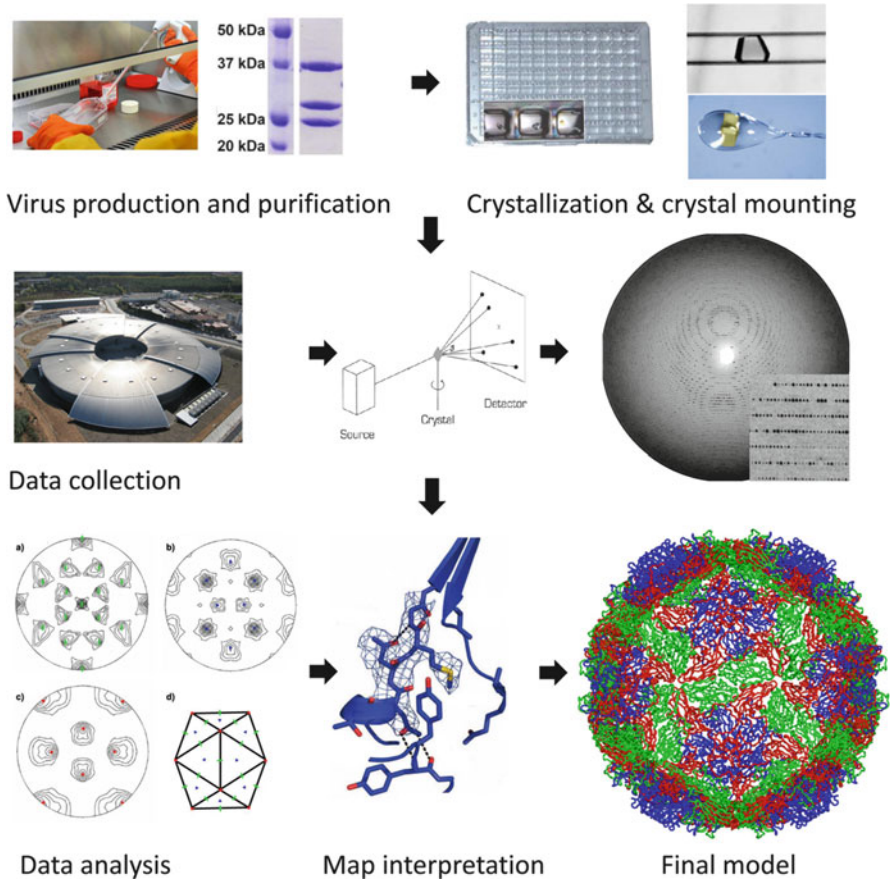 50 kDa
37 kDa
25 kDa
20 kDa
Virus production and purification
Crystallization & crystal mounting
Source
Crystal
Detector
Data collection
a)
b)
c)
d)
Data analysis
Map interpretation
Final model